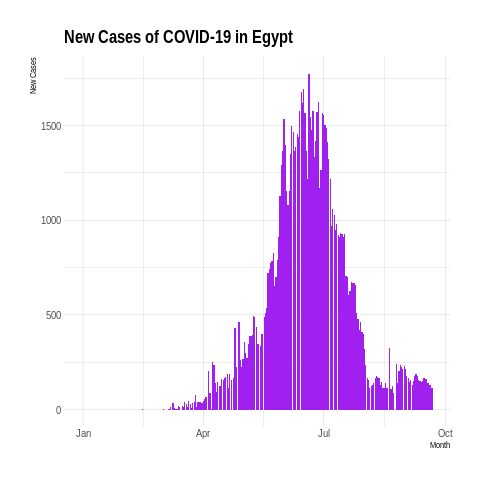 New Cases of COVID-19 in Egypt
New Cases
1500
1000
500
0
Jan Apr Jul Oct
Month